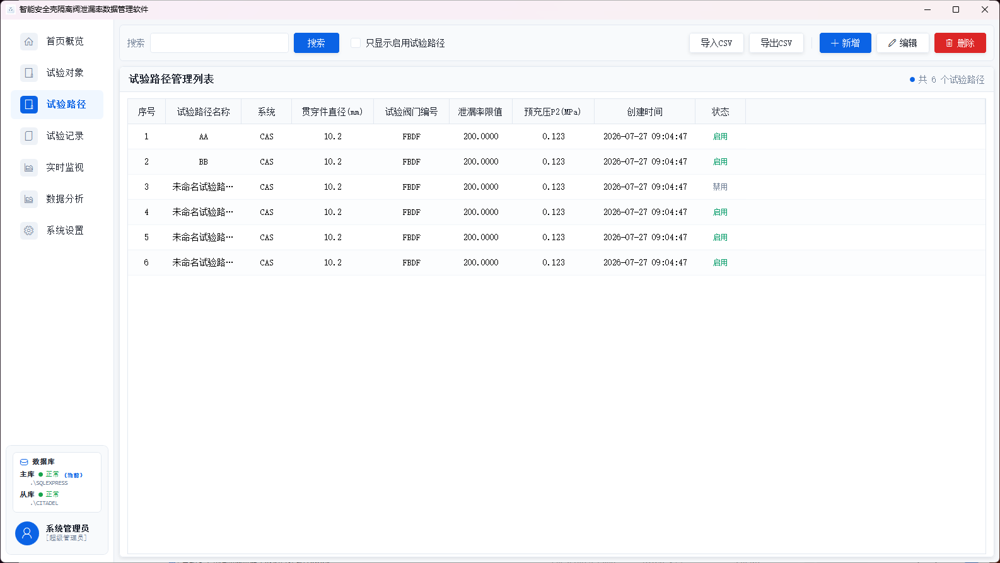 智能安全壳隔离阀泄漏率数据管理软件
首页概览
试验对象
试验路径
试验记录
实时监视
数据分析
系统设置
数据库
主库 正常 (当前)
.\SQLEXPRESS
从库 正常
.\CITADEL
系统管理员
[超级管理员]
搜索 搜索 只显示启用试验路径 导入CSV 导出CSV 新增 编辑 删除
试验路径管理列表 共 6 个试验路径
序号 试验路径名称 系统 贯穿件直径(mm) 试验阀门编号 泄漏率限值 预充压P2(MPa) 创建时间 状态
1 AA CAS 10.2 FBDF 200.0000 0.123 2026-07-27 09:04:47 启用
2 BB CAS 10.2 FBDF 200.0000 0.123 2026-07-27 09:04:47 启用
3 未命名试验路… CAS 10.2 FBDF 200.0000 0.123 2026-07-27 09:04:47 禁用
4 未命名试验路… CAS 10.2 FBDF 200.0000 0.123 2026-07-27 09:04:47 启用
5 未命名试验路… CAS 10.2 FBDF 200.0000 0.123 2026-07-27 09:04:47 启用
6 未命名试验路… CAS 10.2 FBDF 200.0000 0.123 2026-07-27 09:04:47 启用